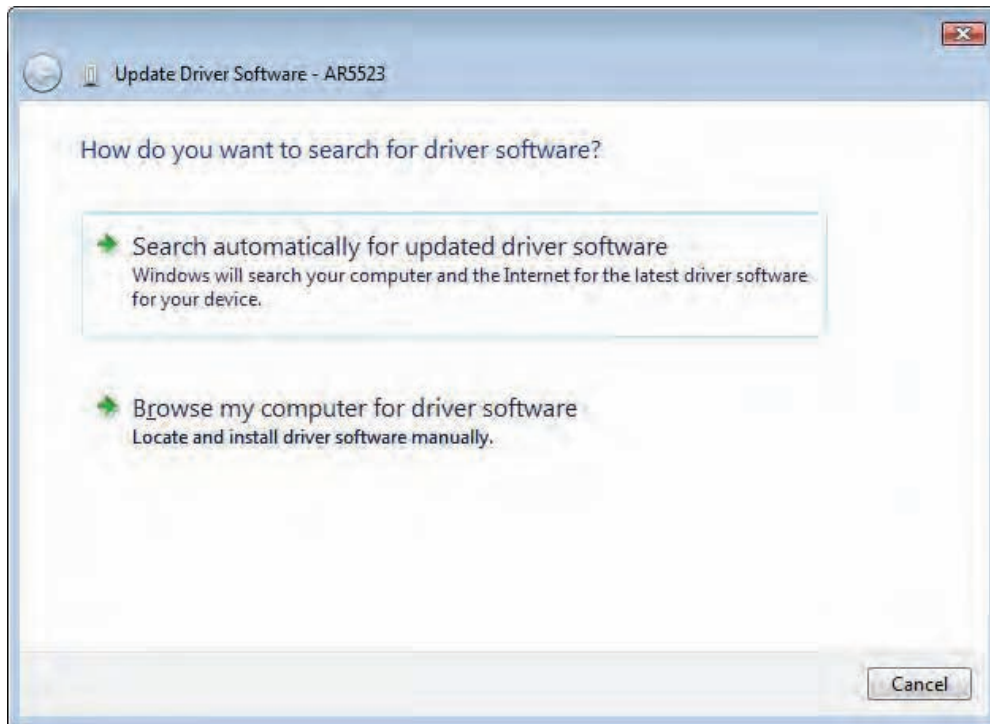 Update Driver Software - AR5523
How do you want to search for driver software?
Search automatically for updated driver software
Windows will search your computer and the Internet for the latest driver software
for your device.
Browse my computer for driver software
Locate and install driver software manually.
Cancel